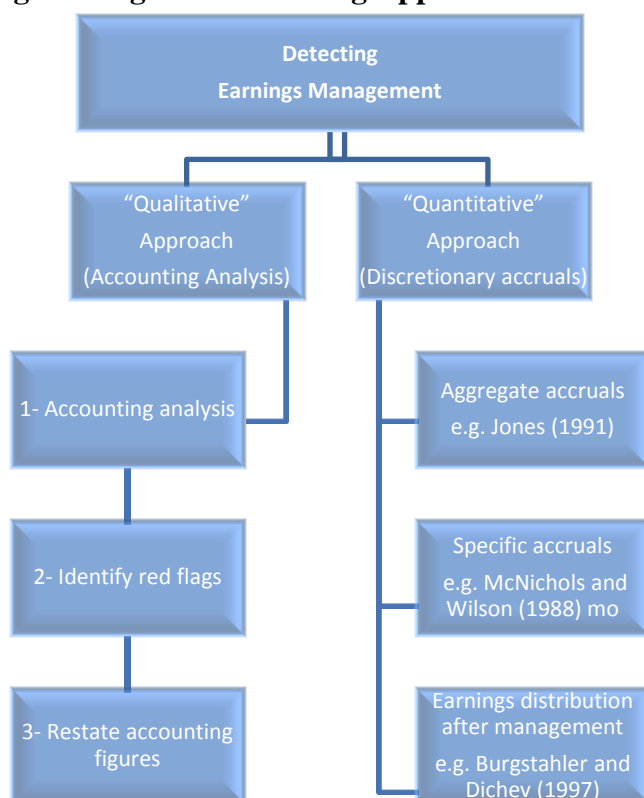 Detecting
Earnings Management
“Qualitative”
Approach
(Accounting Analysis)
“Quantitative”
Approach
(Discretionary accruals)
1- Accounting analysis
2- Identify red flags
3- Restate accounting
figures
Aggregate accruals
e.g. Jones (1991)
Specific accruals
e.g. McNichols and
Wilson (1988) mo
Earnings distribution
after management
e.g. Burgstahler and
Dichev (1997)